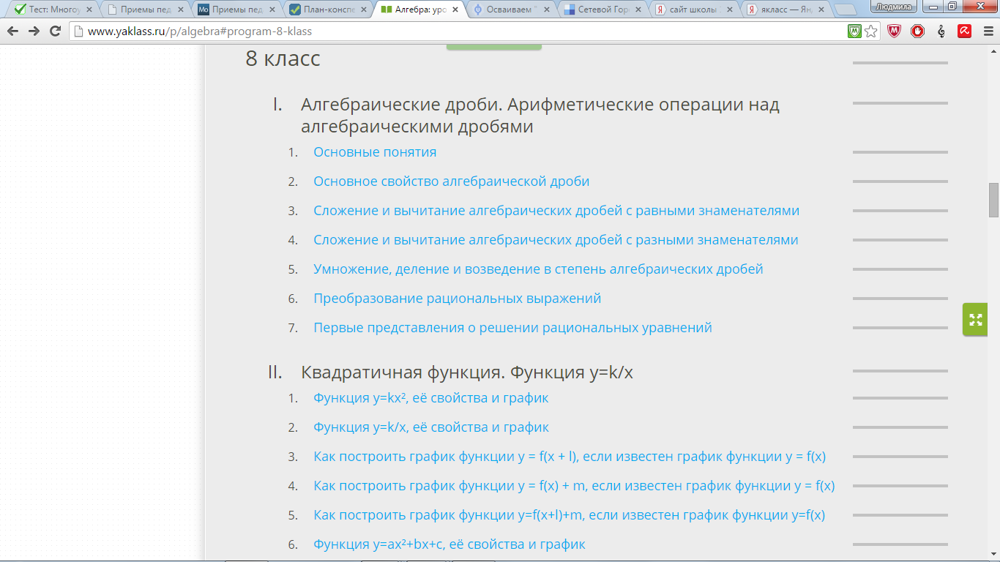 Тест: Многоу
Приемы пед
Mo Приемы пед
План-конспе
Алгебра: уро
Осваиваем
Сетевой Гор
Я сайт школы
Я якласс — Ян
Людмила
www.yaklass.ru/p/algebra#program-8-klass
8 класс
I. Алгебраические дроби. Арифметические операции над
алгебраическими дробями
1. Основные понятия
2. Основное свойство алгебраической дроби
3. Сложение и вычитание алгебраических дробей с равными знаменателями
4. Сложение и вычитание алгебраических дробей с разными знаменателями
5. Умножение, деление и возведение в степень алгебраических дробей
6. Преобразование рациональных выражений
7. Первые представления о решении рациональных уравнений
II. Квадратичная функция. Функция y=k/x
1. Функция y=kx², её свойства и график
2. Функция y=k/x, её свойства и график
3. Как построить график функции y = f(x + l), если известен график функции y = f(x)
4. Как построить график функции y = f(x) + m, если известен график функции y = f(x)
5. Как построить график функции y=f(x+l)+m, если известен график функции y=f(x)
6. Функция y=ax²+bx+c, её свойства и график